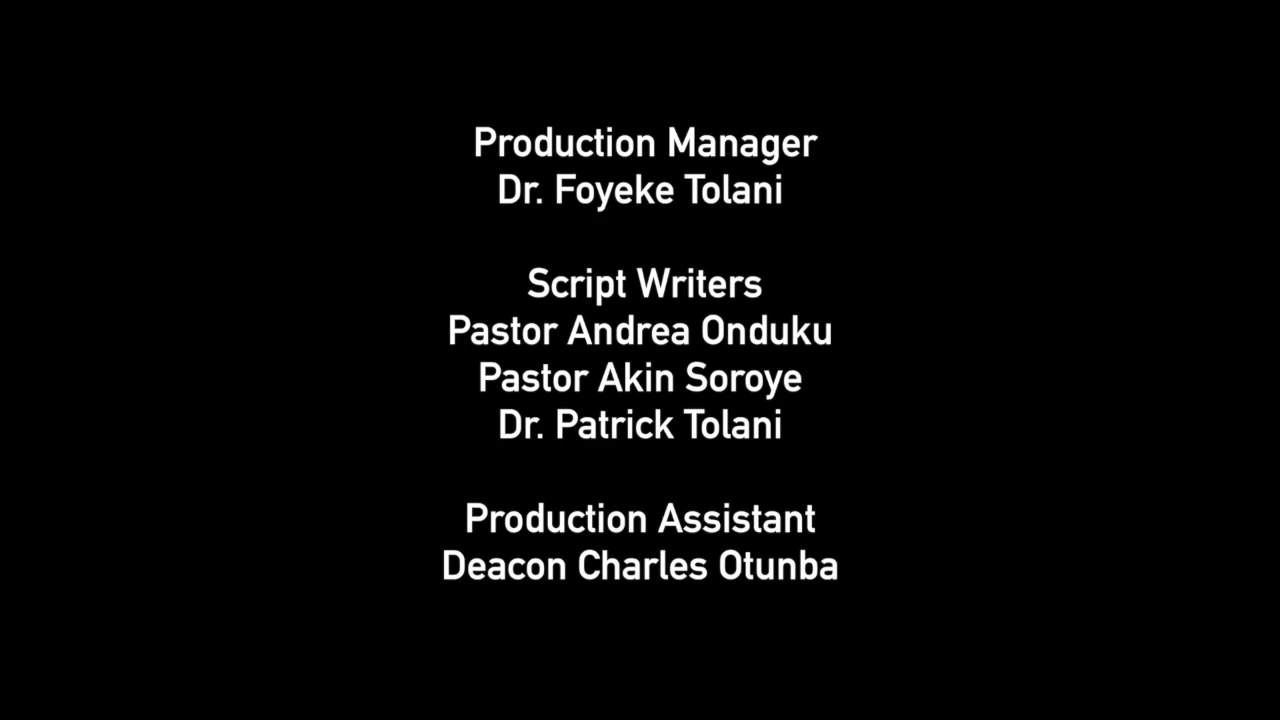 Production Manager
Dr. Foyeke Tolani
Script Writers
Pastor Andrea Onduku
Pastor Akin Soroye
Dr. Patrick Tolani
Production Assistant
Deacon Charles Otunba